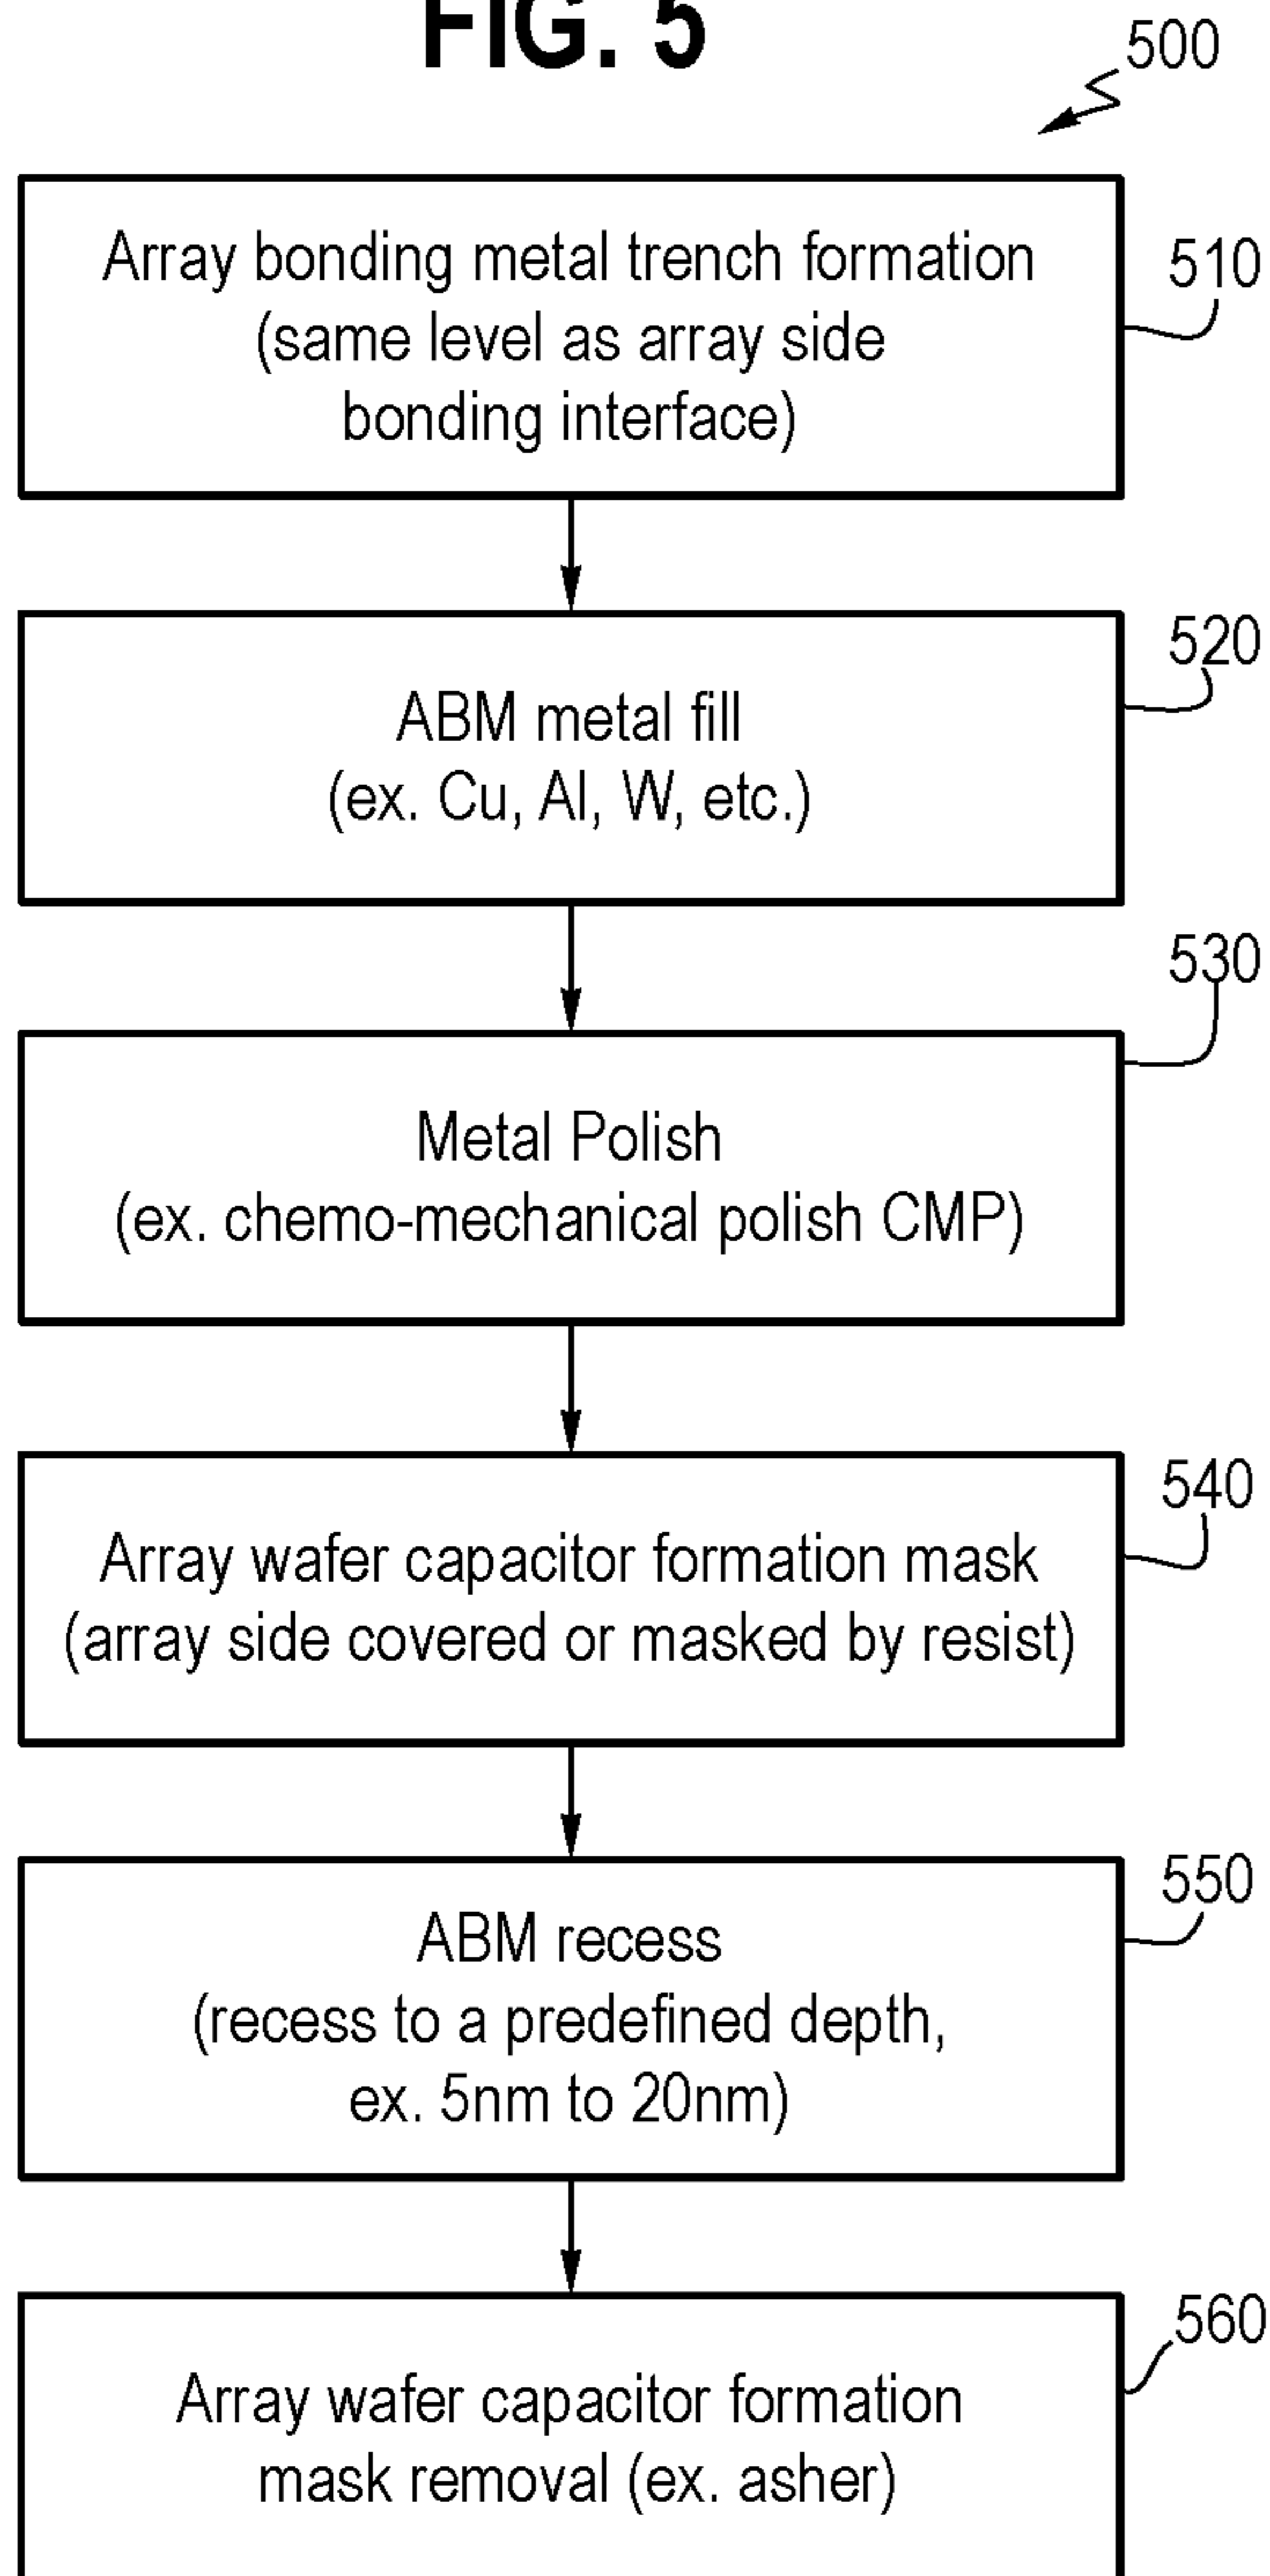 FIG. 5
500
Array bonding metal trench formation
(same level as array side
bonding interface)
510
ABM metal fill
(ex. Cu, Al, W, etc.)
520
Metal Polish
(ex. chemo-mechanical polish CMP)
530
Array wafer capacitor formation mask
(array side covered or masked by resist)
540
ABM recess
(recess to a predefined depth,
ex. 5nm to 20nm)
550
Array wafer capacitor formation
mask removal (ex. asher)
560